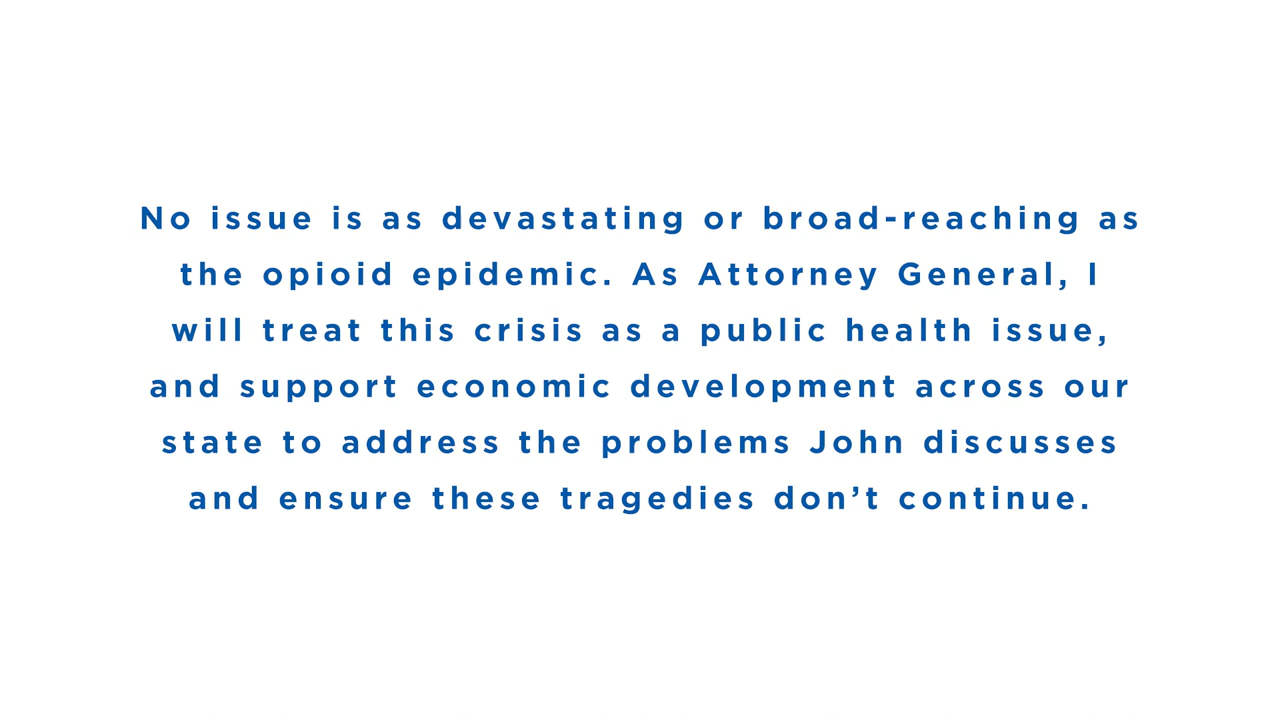 No issue is as devastating or broad-reaching as
the opioid epidemic. As Attorney General, I
will treat this crisis as a public health issue,
and support economic development across our
state to address the problems John discusses
and ensure these tragedies don’t continue.